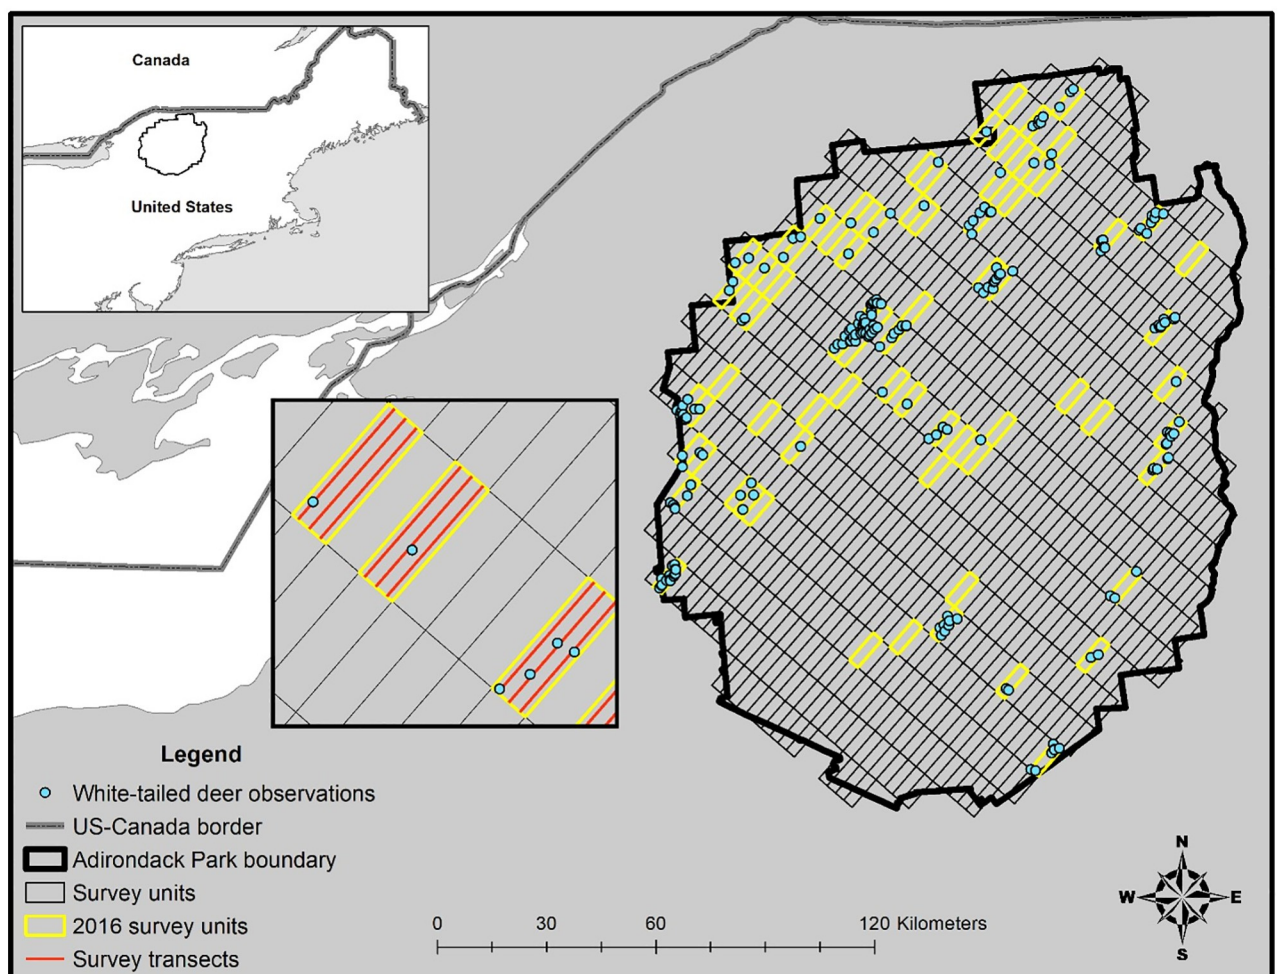 Canada
United States
Legend
White-tailed deer observations
US-Canada border
Adirondack Park boundary
Survey units
2016 survey units
Survey transects
0 30 60 120 Kilometers
N
W E
S